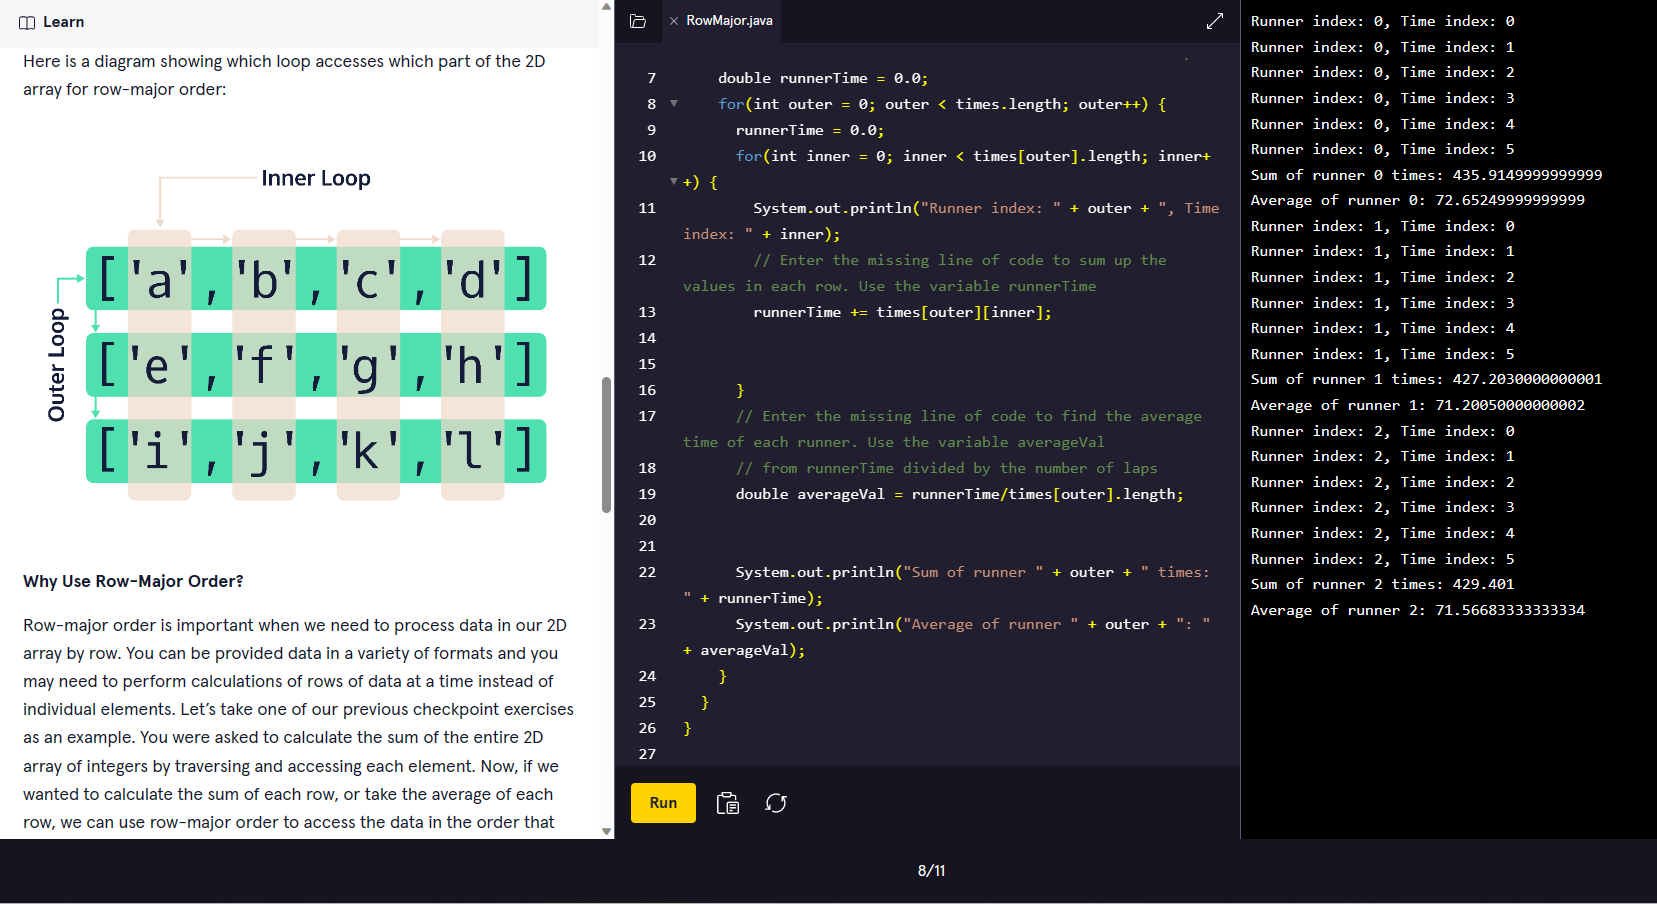 Learn
Here is a diagram showing which loop accesses which part of the 2D
array for row-major order:
Inner Loop
Outer Loop
['a', 'b', 'c', 'd']
['e', 'f', 'g', 'h']
['i', 'j', 'k', 'l']
Why Use Row-Major Order?
Row-major order is important when we need to process data in our 2D
array by row. You can be provided data in a variety of formats and you
may need to perform calculations of rows of data at a time instead of
individual elements. Let’s take one of our previous checkpoint exercises
as an example. You were asked to calculate the sum of the entire 2D
array of integers by traversing and accessing each element. Now, if we
wanted to calculate the sum of each row, or take the average of each
row, we can use row-major order to access the data in the order that
RowMajor.java
7 double runnerTime = 0.0;
8 for(int outer = 0; outer < times.length; outer++) {
9 runnerTime = 0.0;
10 for(int inner = 0; inner < times[outer].length; inner+
+) {
11 System.out.println("Runner index: " + outer + ", Time
index: " + inner);
12 // Enter the missing line of code to sum up the
values in each row. Use the variable runnerTime
13 runnerTime += times[outer][inner];
14
15
16 }
17 // Enter the missing line of code to find the average
time of each runner. Use the variable averageVal
18 // from runnerTime divided by the number of laps
19 double averageVal = runnerTime/times[outer].length;
20
21
22 System.out.println("Sum of runner " + outer + " times:
" + runnerTime);
23 System.out.println("Average of runner " + outer + ": "
+ averageVal);
24 }
25 }
26 }
27
Run
Runner index: 0, Time index: 0
Runner index: 0, Time index: 1
Runner index: 0, Time index: 2
Runner index: 0, Time index: 3
Runner index: 0, Time index: 4
Runner index: 0, Time index: 5
Sum of runner 0 times: 435.9149999999999
Average of runner 0: 72.65249999999999
Runner index: 1, Time index: 0
Runner index: 1, Time index: 1
Runner index: 1, Time index: 2
Runner index: 1, Time index: 3
Runner index: 1, Time index: 4
Runner index: 1, Time index: 5
Sum of runner 1 times: 427.2030000000001
Average of runner 1: 71.20050000000002
Runner index: 2, Time index: 0
Runner index: 2, Time index: 1
Runner index: 2, Time index: 2
Runner index: 2, Time index: 3
Runner index: 2, Time index: 4
Runner index: 2, Time index: 5
Sum of runner 2 times: 429.401
Average of runner 2: 71.56683333333334
8/11